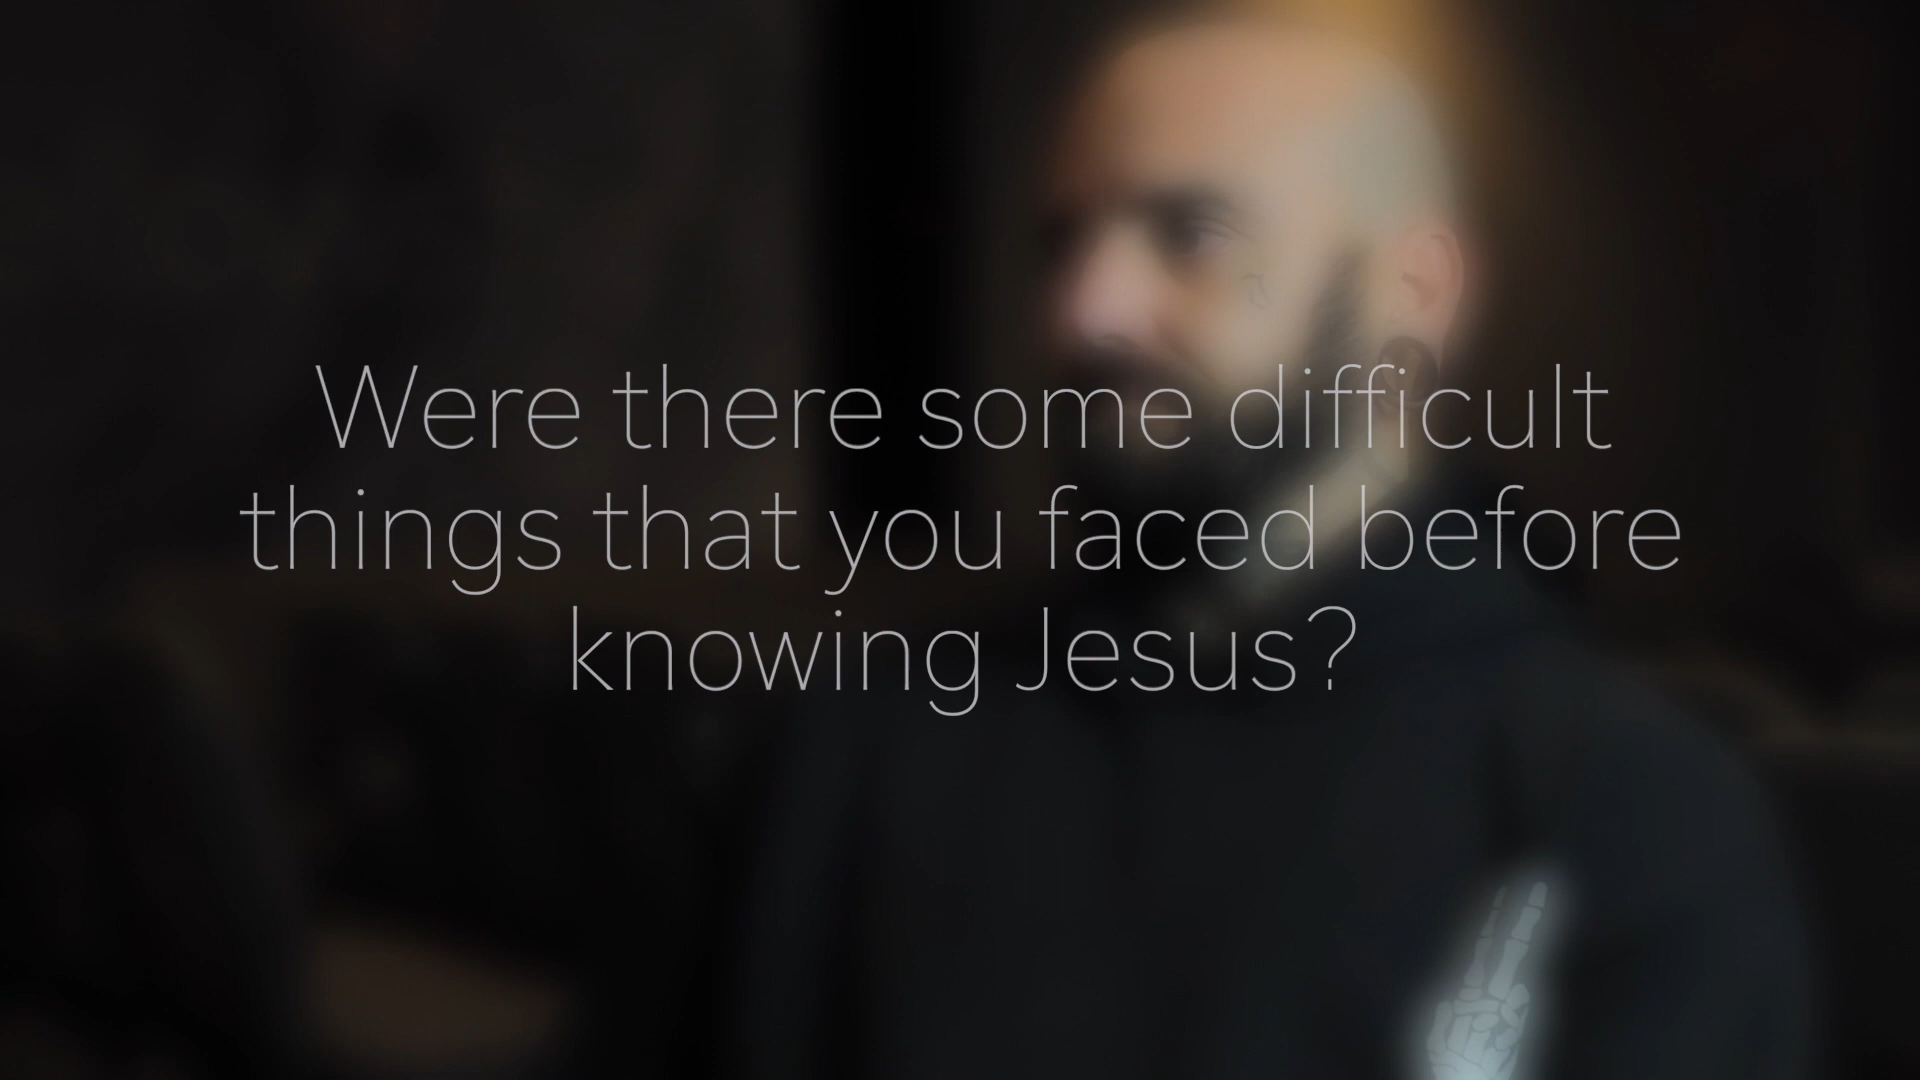 Were there some difficult
things that you faced before
knowing Jesus?